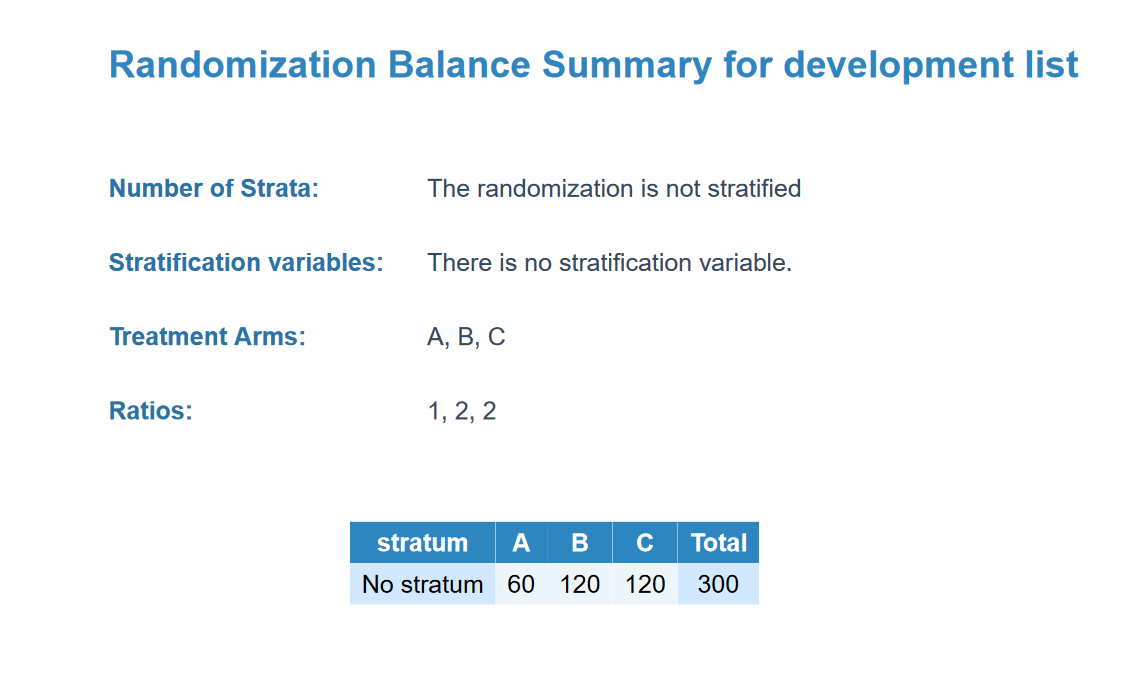 Randomization Balance Summary for development list
Number of Strata: The randomization is not stratified
Stratification variables: There is no stratification variable.
Treatment Arms: A, B, C
Ratios: 1, 2, 2
stratum A B C Total
No stratum 60 120 120 300